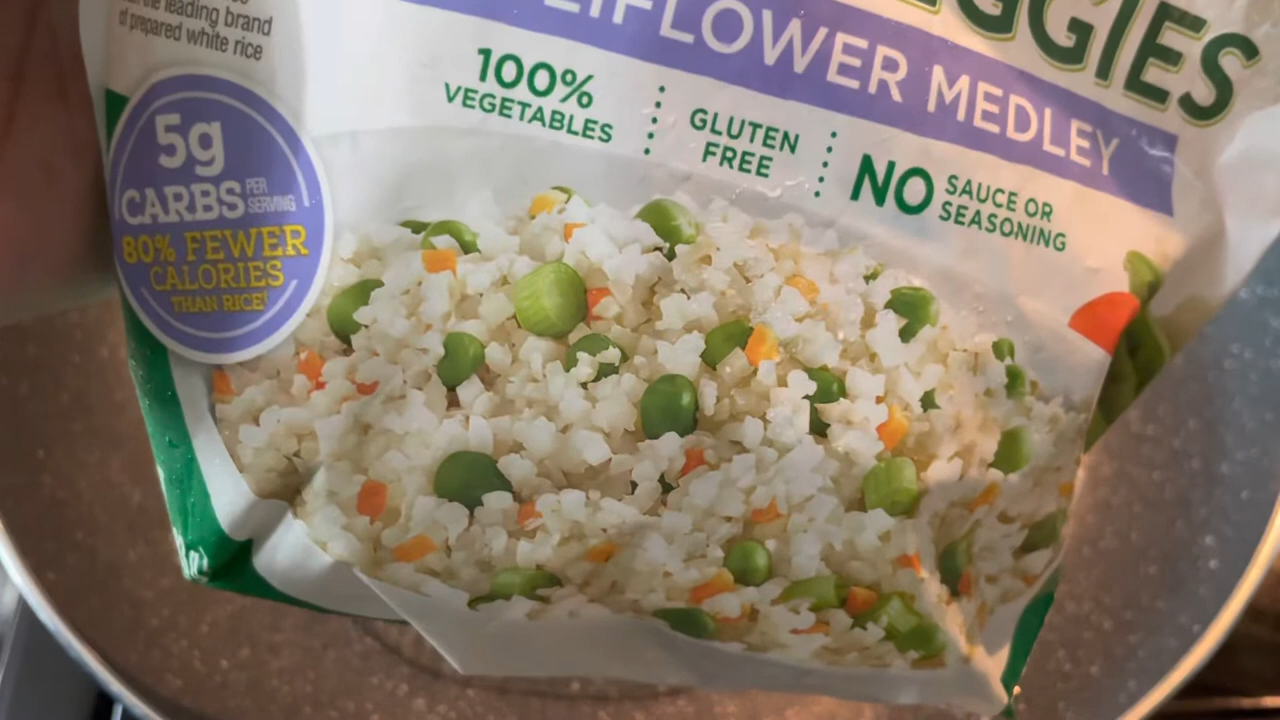 the leading brand
of prepared white rice
GGIES
LIFLOWER MEDLEY
100%
VEGETABLES
GLUTEN
FREE
NO SAUCE OR
SEASONING
5g
CARBS PER
SERVING
80% FEWER
CALORIES
THAN RICE†